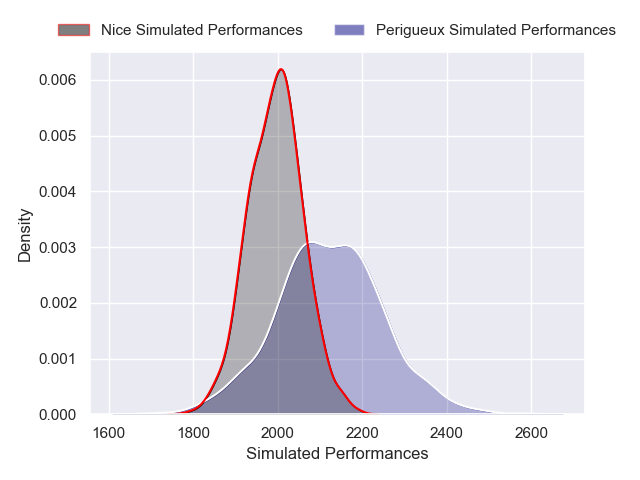 Nice Simulated Performances Perigueux Simulated Performances
0.006
0.005
0.004
0.003
0.002
0.001
0.000
Density
1600 1800 2000 2200 2400 2600
Simulated Performances